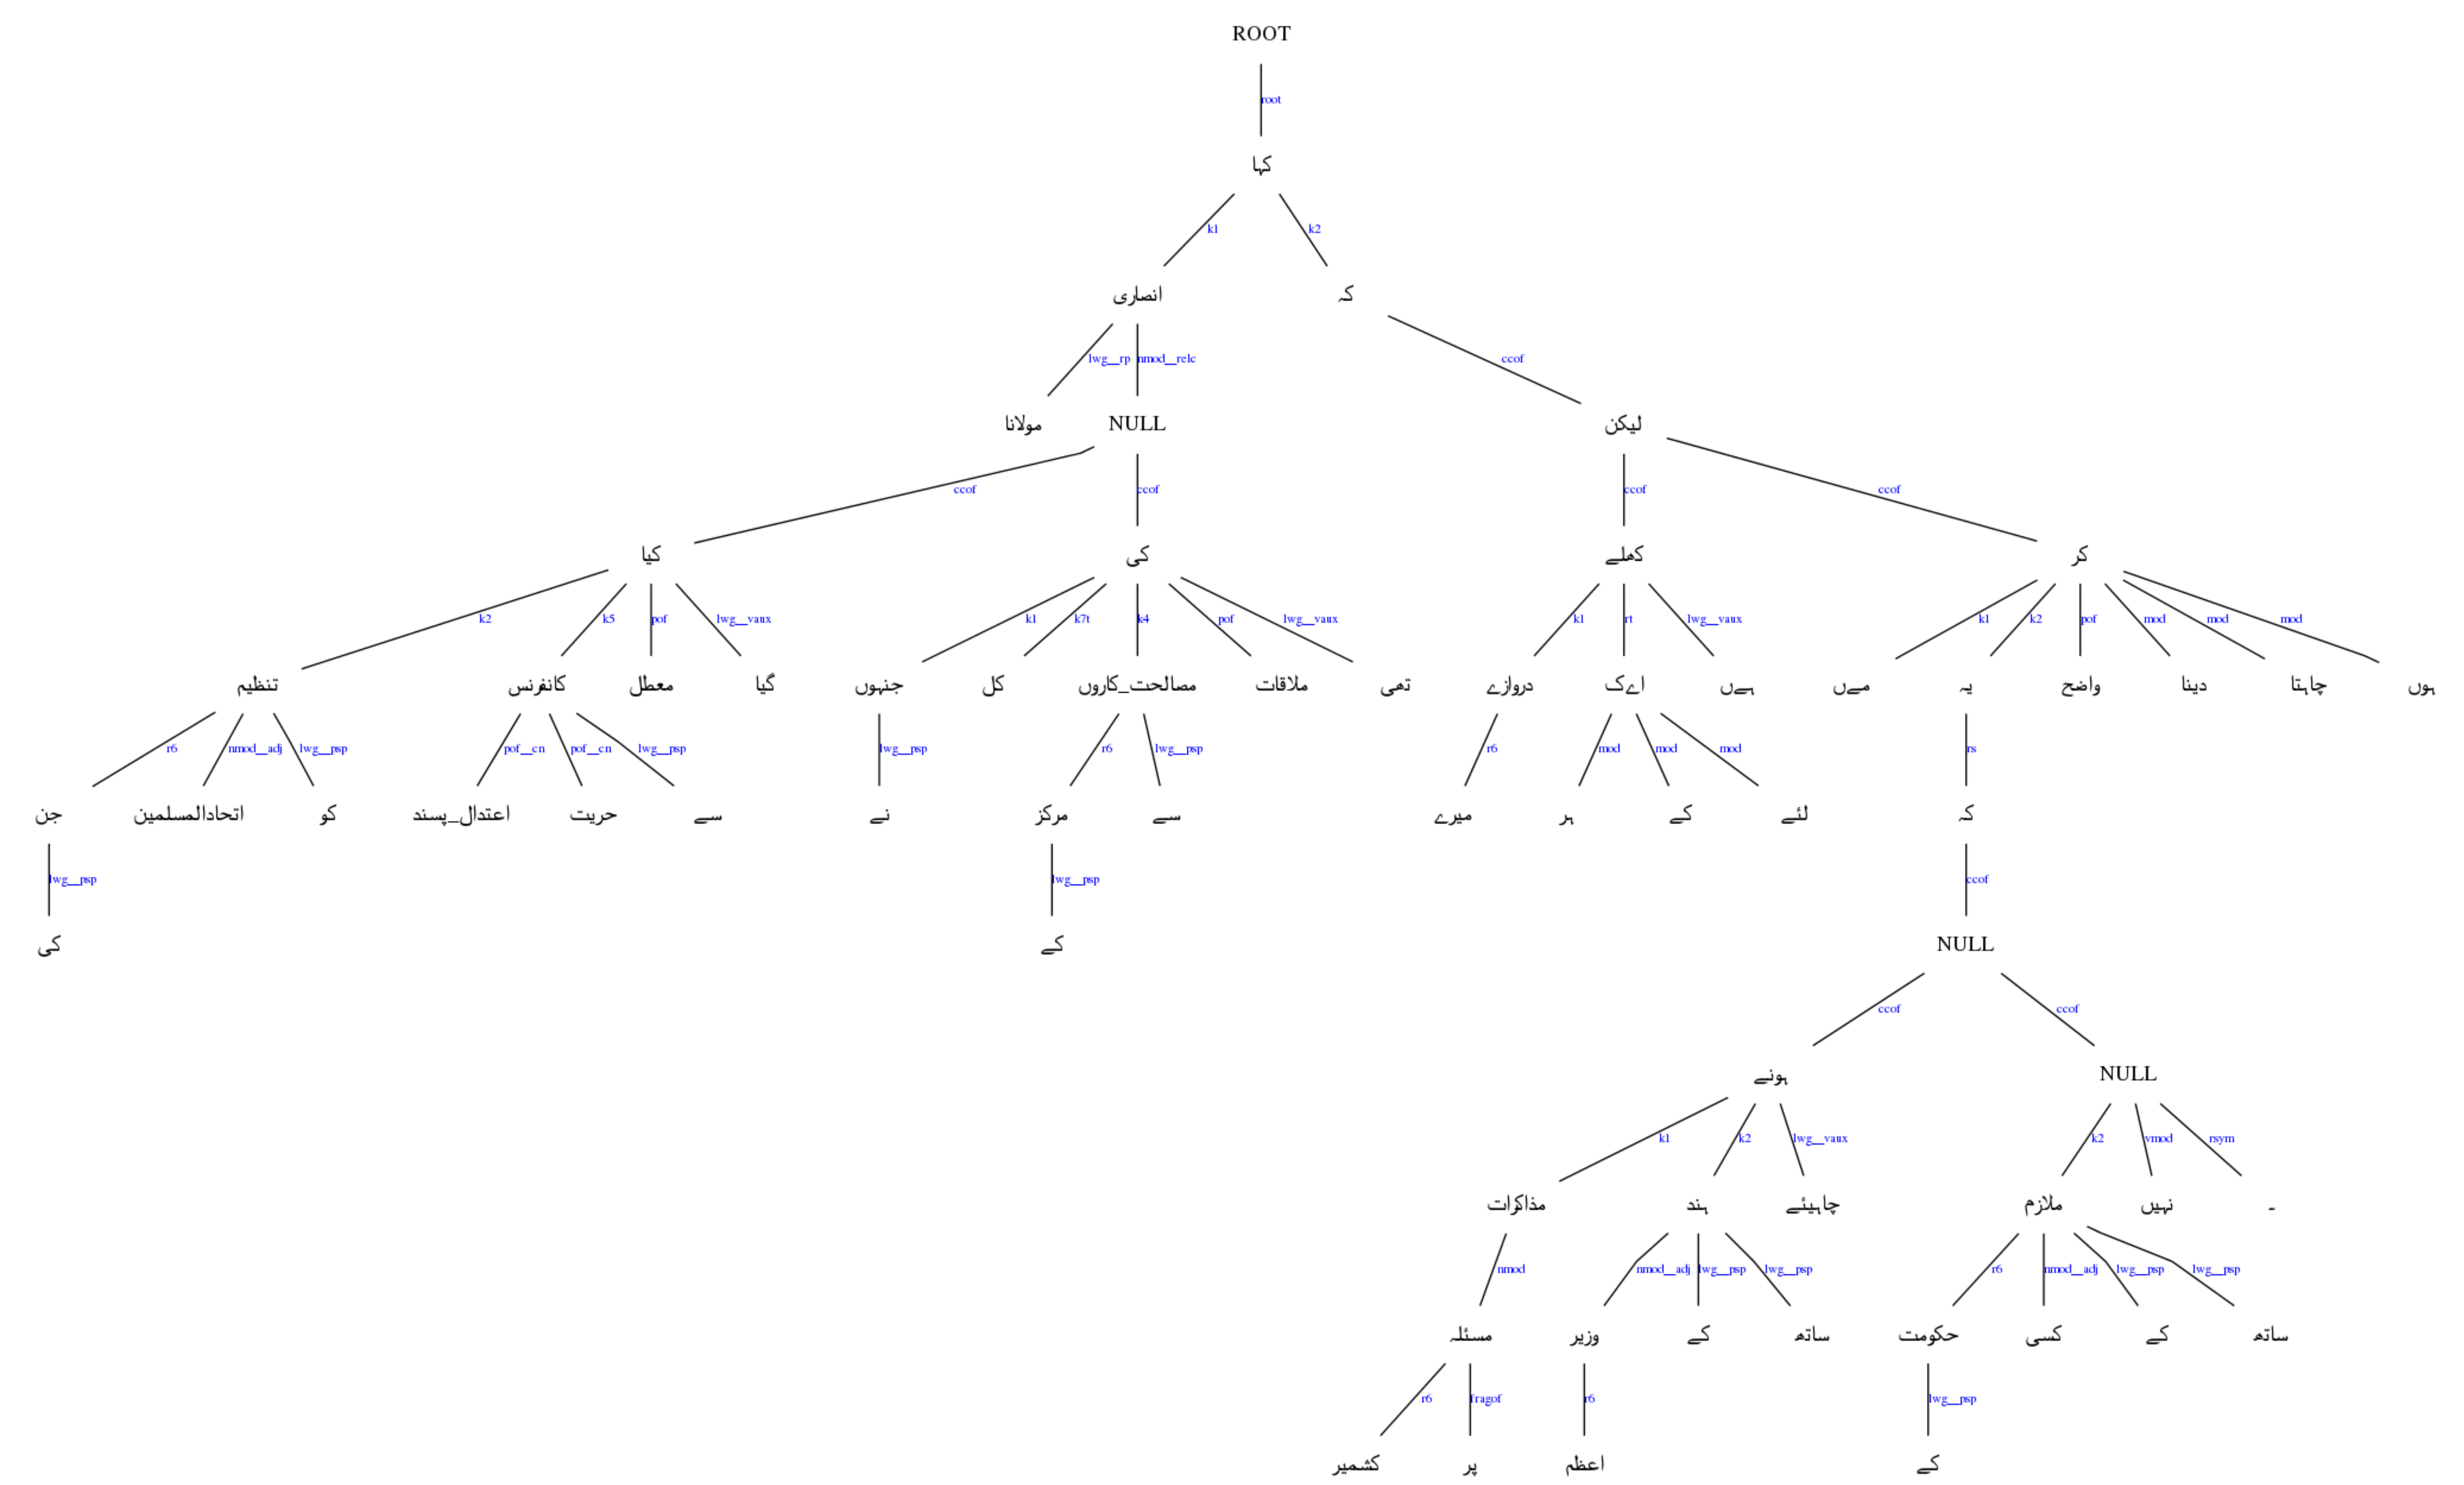 ROOT
root
کہا
k1 k2
انصاری کہ
lwg__rp nmod__relc ccof
مولانا NULL لیکن
ccof ccof ccof ccof
کیا کی کھلے کر
k2 k5 pof lwg__vaux k1 k7t k4 pof lwg__vaux k1 rt lwg__vaux k1 k2 pof mod mod mod
تنظیم کانفرنس معطل گیا جنہوں کل مصالحت_کاروں ملاقات تھی دروازے اےک ہےں مےں یہ واضح دینا چاہتا ہوں
r6 nmod__adj lwg__psp pof__cn pof__cn lwg__psp lwg__psp r6 lwg__psp r6 mod mod mod rs
جن اتحادالمسلمین کو اعتدال_پسند حریت سے نے مرکز سے میرے ہر کے لئے کہ
lwg__psp lwg__psp ccof
کی کے NULL
ccof ccof
ہونے NULL
k1 k2 lwg__vaux k2 vmod rsym
مذاکرات ہند چاہیئے ملازم نہیں ۔
nmod nmod__adj lwg__psp lwg__psp r6 nmod__adj lwg__psp lwg__psp
مسئلہ وزیر کے ساتھ حکومت کسی کے ساتھ
r6 fragof r6 lwg__psp
کشمیر پر اعظم کے